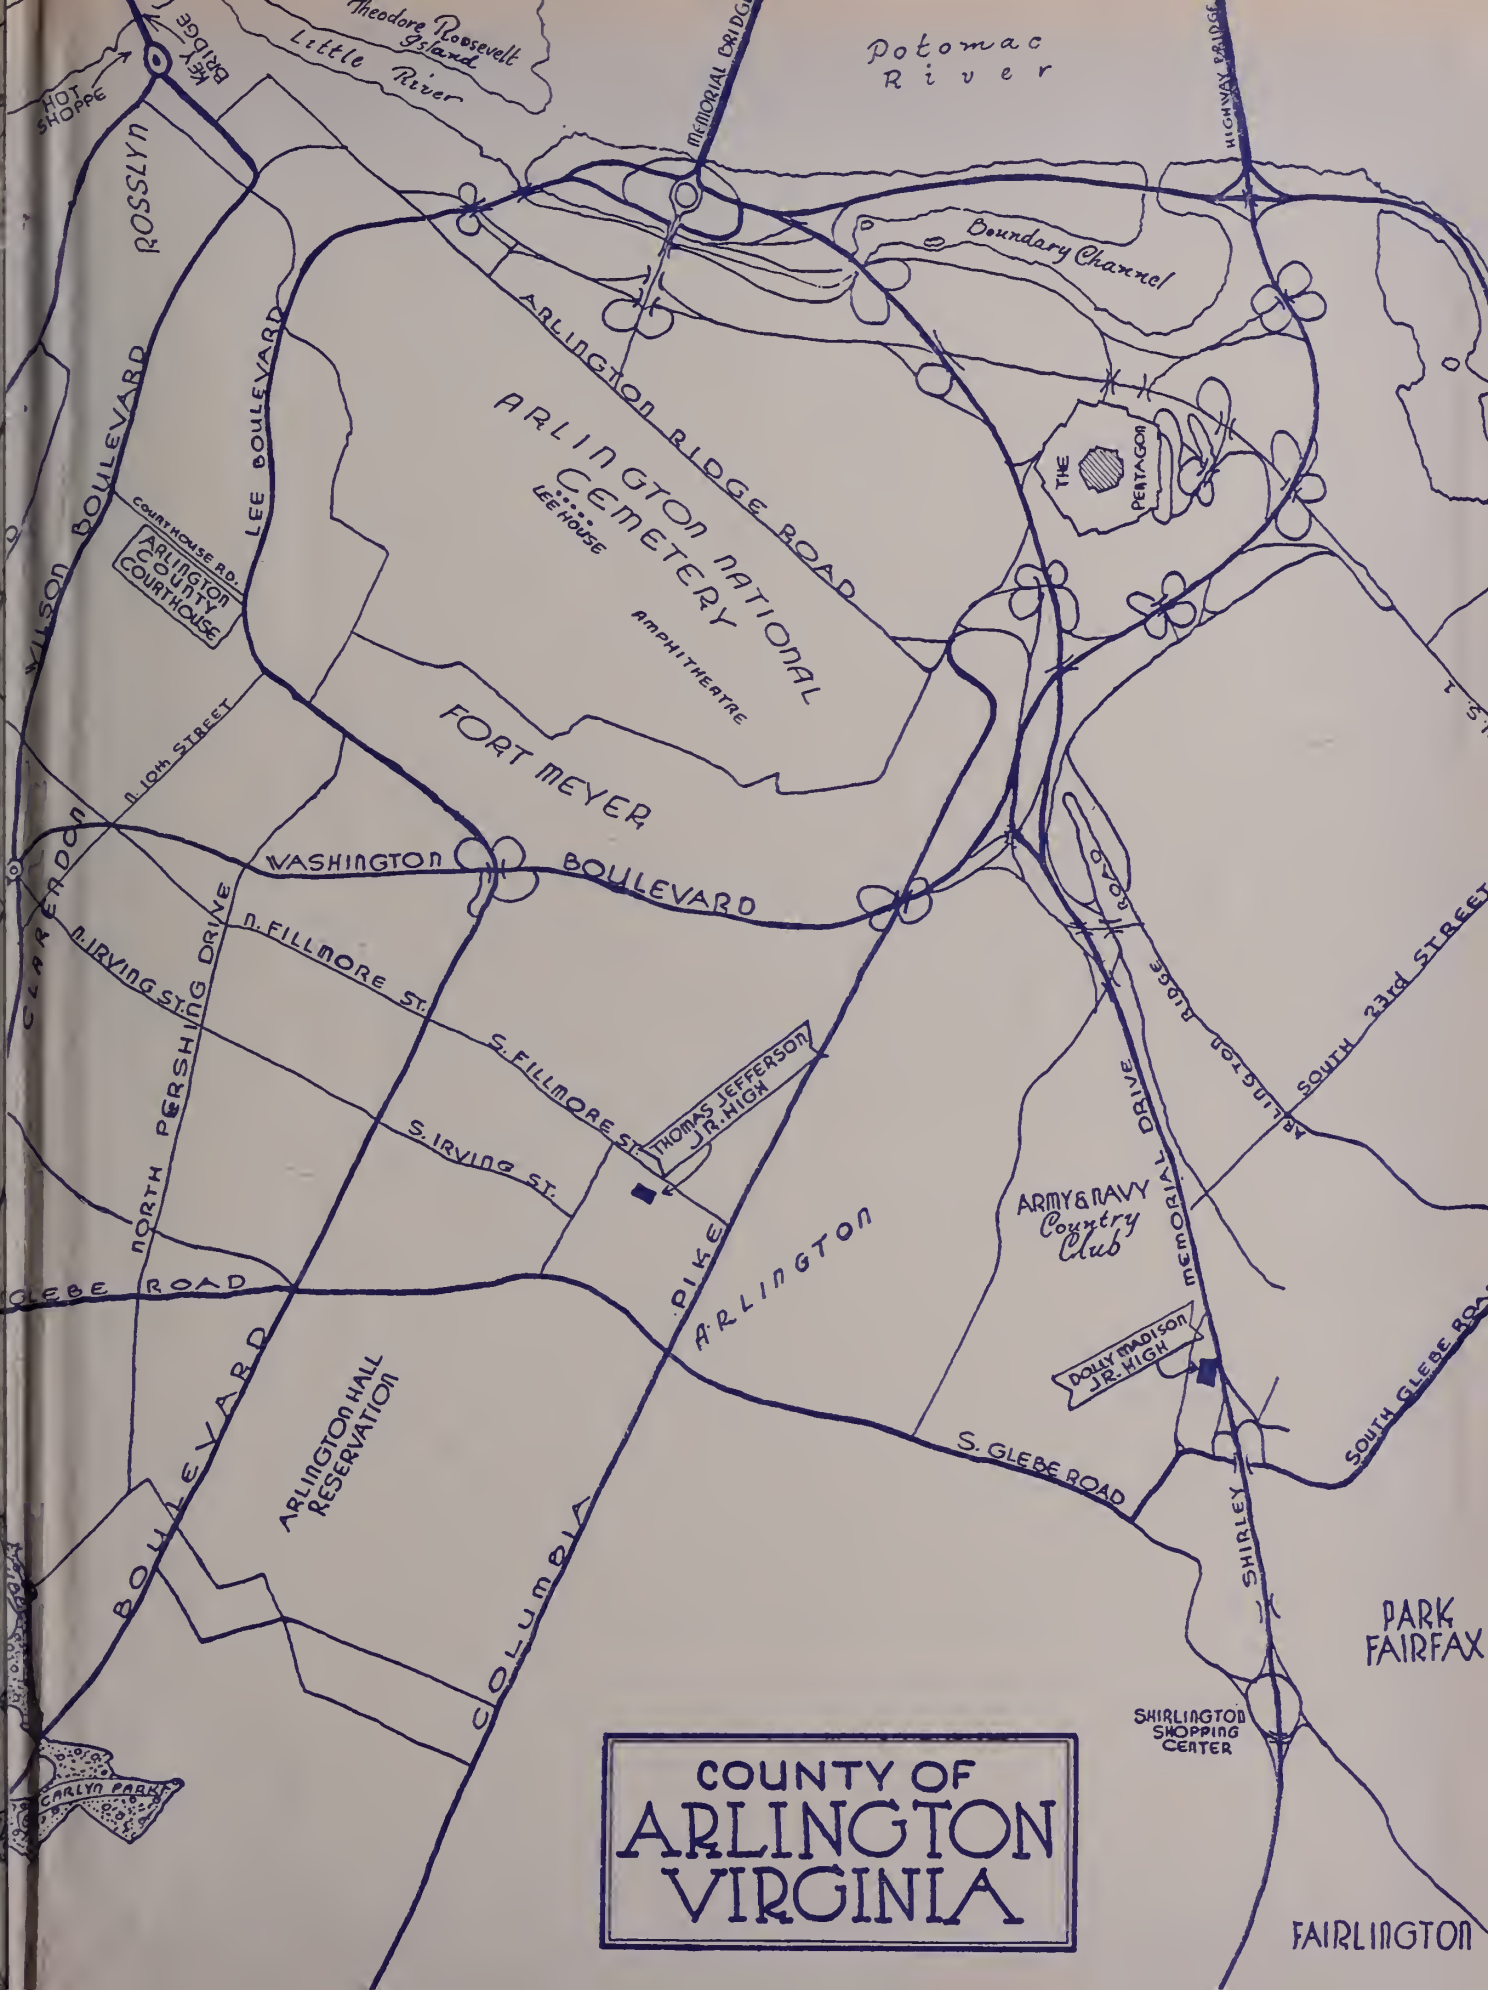 Theodore Roosevelt
Island
Little River
KEY
BRIDGE
HOT
SHOPPE
ROSSLYN
MEMORIAL BRIDGE
Potomac
River
HIGHWAY BRIDGE
Boundary Channel
ARLINGTON RIDGE ROAD
ARLINGTON NATIONAL
CEMETERY
LEE HOUSE
AMPHITHEATRE
THE
PENTAGON
LEE BOULEVARD
WILSON BOULEVARD
COURTHOUSE RD.
ARLINGTON
COUNTY
COURTHOUSE
N. 10th STREET
FORT MEYER
CLARENDON
WASHINGTON BOULEVARD
N. FILLMORE ST.
N. IRVING ST.
NORTH PERSHING DRIVE
S. FILLMORE ST.
S. IRVING ST.
THOMAS JEFFERSON
JR. HIGH
ARLINGTON RIDGE ROAD
SOUTH 23rd STREET
ARMY & NAVY
Country
Club
SHIRLEY MEMORIAL DRIVE
DOLLY MADISON
JR. HIGH
GLEBE ROAD
S. GLEBE ROAD
SOUTH GLEBE ROAD
ARLINGTON
BOULEVARD
ARLINGTON HALL
RESERVATION
COLUMBIA PIKE
PARK
FAIRFAX
SHIRLINGTON
SHOPPING
CENTER
CARLYN PARK
COUNTY OF
ARLINGTON
VIRGINIA
FAIRLINGTON